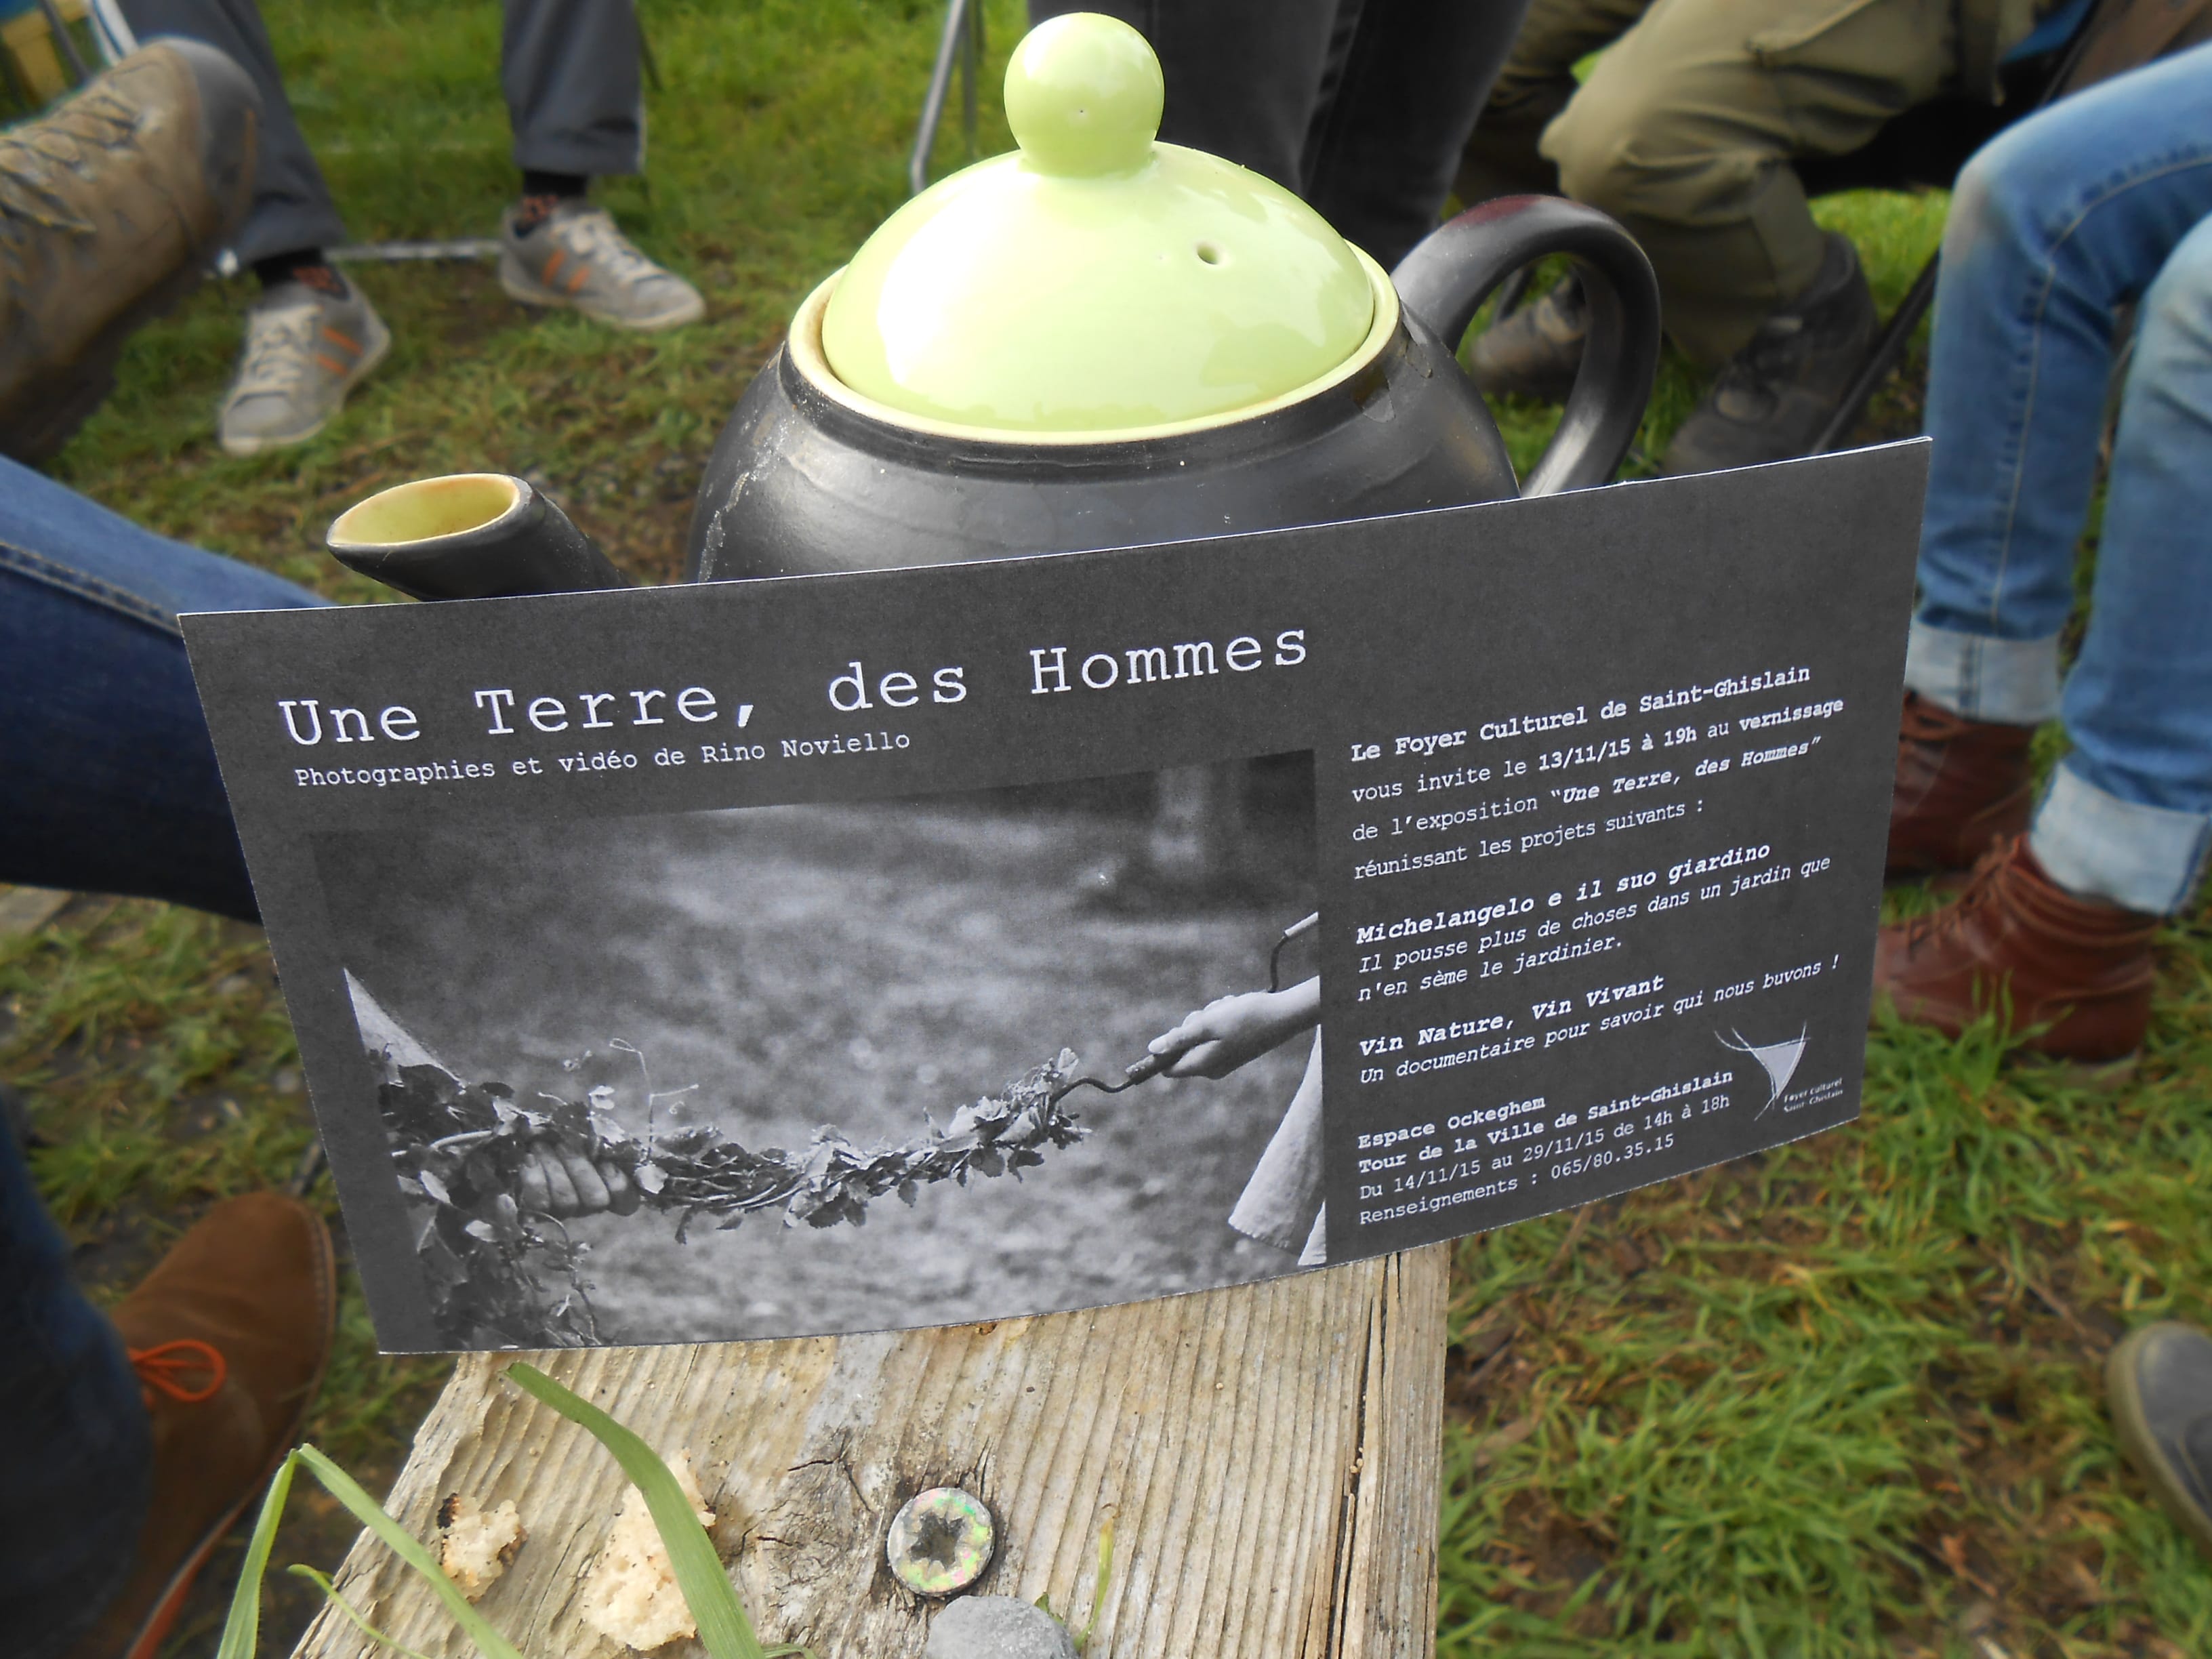 Une Terre, des Hommes
Photographies et vidéo de Rino Noviello
Le Foyer Culturel de Saint-Ghislain
vous invite le 13/11/15 à 19h au vernissage
de l'exposition “Une Terre, des Hommes”
réunissant les projets suivants :
Michelangelo e il suo giardino
Il pousse plus de choses dans un jardin que
n'en sème le jardinier.
Vin Nature, Vin Vivant
Un documentaire pour savoir qui nous buvons !
Espace Ockeghem
Tour de la Ville de Saint-Ghislain
Du 14/11/15 au 29/11/15 de 14h à 18h
Renseignements : 065/80.35.15
Foyer Culturel
Saint-Ghislain